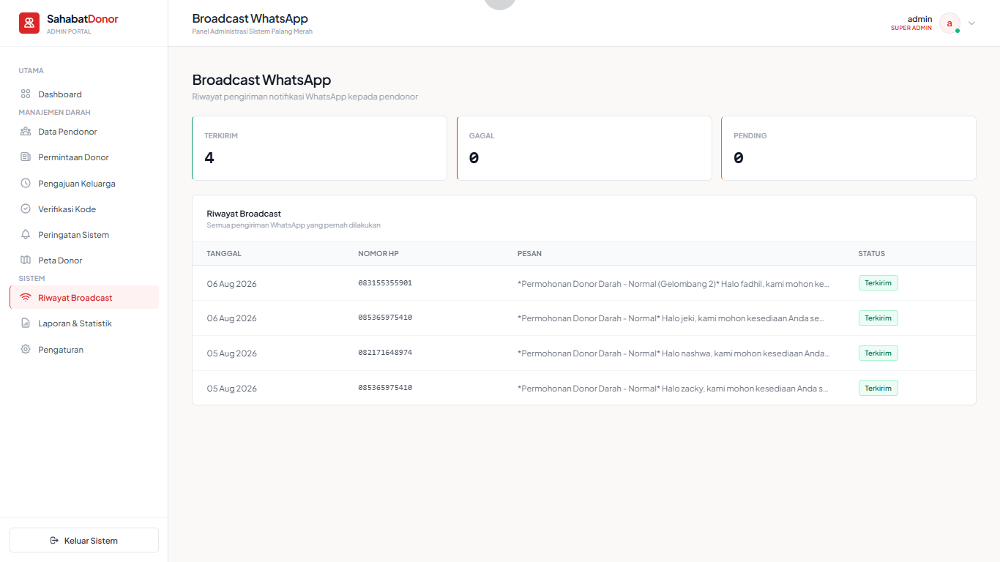 SahabatDonor
ADMIN PORTAL
Broadcast WhatsApp
Panel Administrasi Sistem Palang Merah
admin
SUPER ADMIN
a
UTAMA
Dashboard
MANAJEMEN DARAH
Data Pendonor
Permintaan Donor
Pengajuan Keluarga
Verifikasi Kode
Peringatan Sistem
Peta Donor
SISTEM
Riwayat Broadcast
Laporan & Statistik
Pengaturan
Keluar Sistem
Broadcast WhatsApp
Riwayat pengiriman notifikasi WhatsApp kepada pendonor
TERKIRIM
4
GAGAL
0
PENDING
0
Riwayat Broadcast
Semua pengiriman WhatsApp yang pernah dilakukan
TANGGAL NOMOR HP PESAN STATUS
06 Aug 2026 083155355901 *Permohonan Donor Darah - Normal (Gelombang 2)* Halo fadhil, kami mohon ke... Terkirim
06 Aug 2026 085365975410 *Permohonan Donor Darah - Normal* Halo jeki, kami mohon kesediaan Anda se... Terkirim
05 Aug 2026 082171648974 *Permohonan Donor Darah - Normal* Halo nashwa, kami mohon kesediaan Anda... Terkirim
05 Aug 2026 085365975410 *Permohonan Donor Darah - Normal* Halo zacky, kami mohon kesediaan Anda s... Terkirim